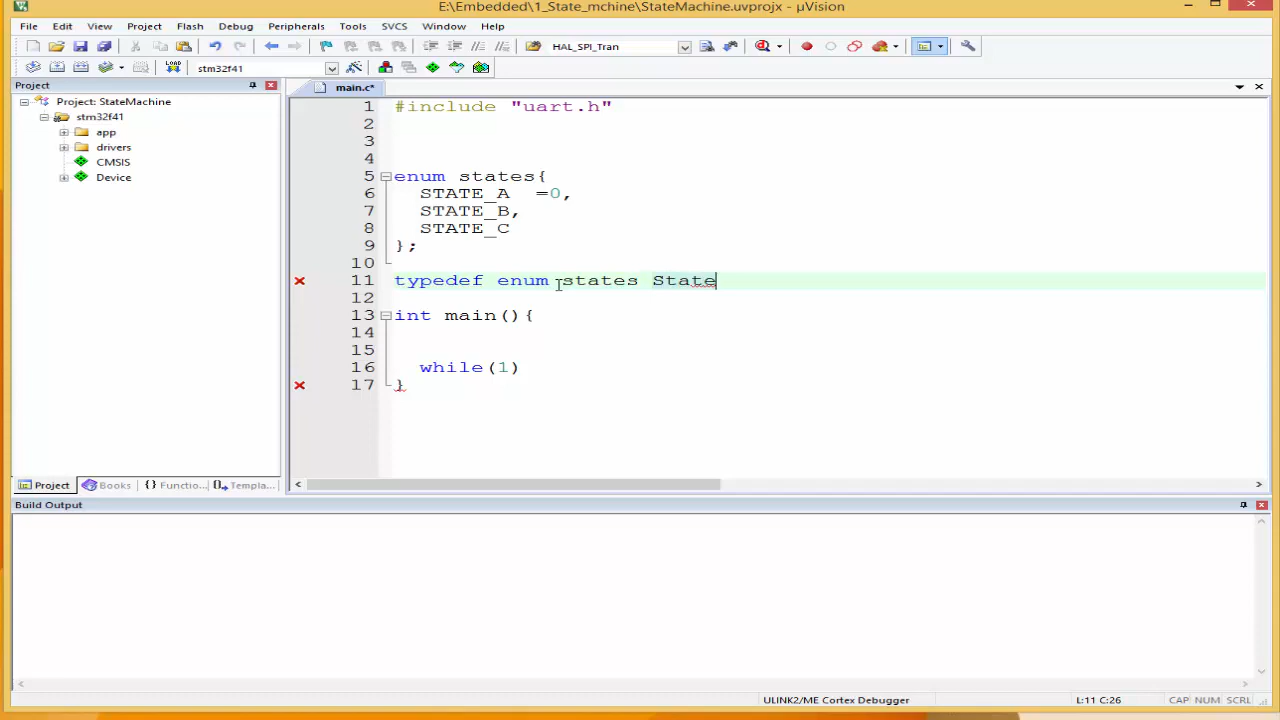 E:\Embedded\1_State_mchine\StateMachine.uvprojx - µVision
File Edit View Project Flash Debug Peripherals Tools SVCS Window Help
HAL_SPI_Tran
LOAD stm32f41
Project
main.c*
Project: StateMachine
stm32f41
app
drivers
CMSIS
Device
1 #include "uart.h"
2
3
4
5 enum states{
6 STATE_A =0,
7 STATE_B,
8 STATE_C
9 };
10
11 typedef enum states State
12
13 int main(){
14
15
16 while(1)
17 }
Project Books {} Functio... Templa...
Build Output
ULINK2/ME Cortex Debugger L:11 C:26 CAP NUM SCRL